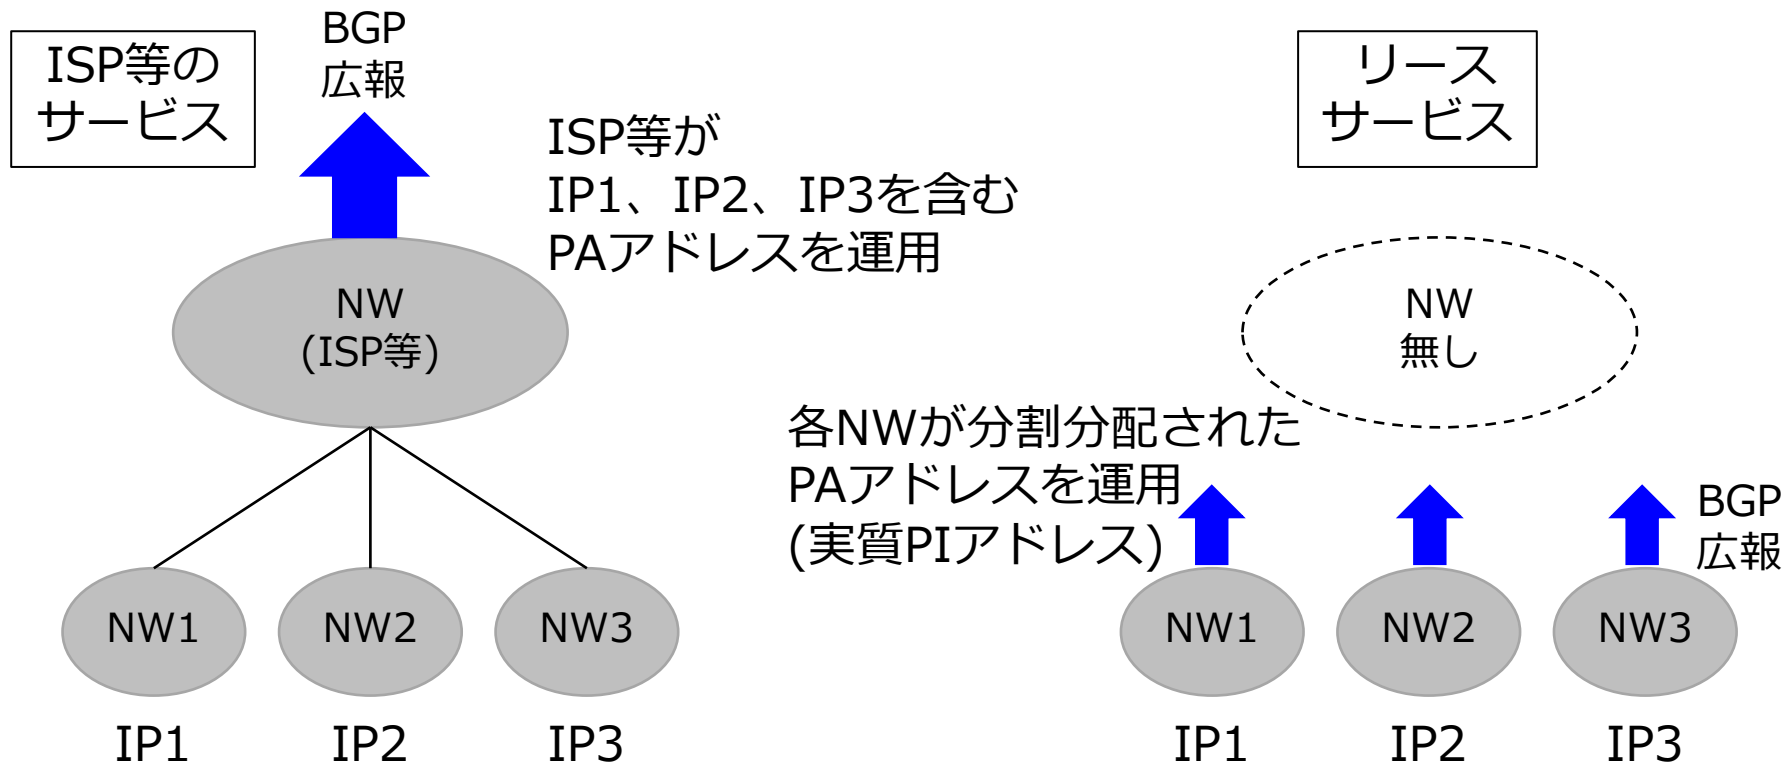 ISP等の
サービス
BGP
広報
ISP等が
IP1、IP2、IP3を含む
PAアドレスを運用
NW
(ISP等)
NW1
NW2
NW3
IP1
IP2
IP3
リース
サービス
NW
無し
各NWが分割分配された
PAアドレスを運用
(実質PIアドレス)
BGP
広報
NW1
NW2
NW3
IP1
IP2
IP3